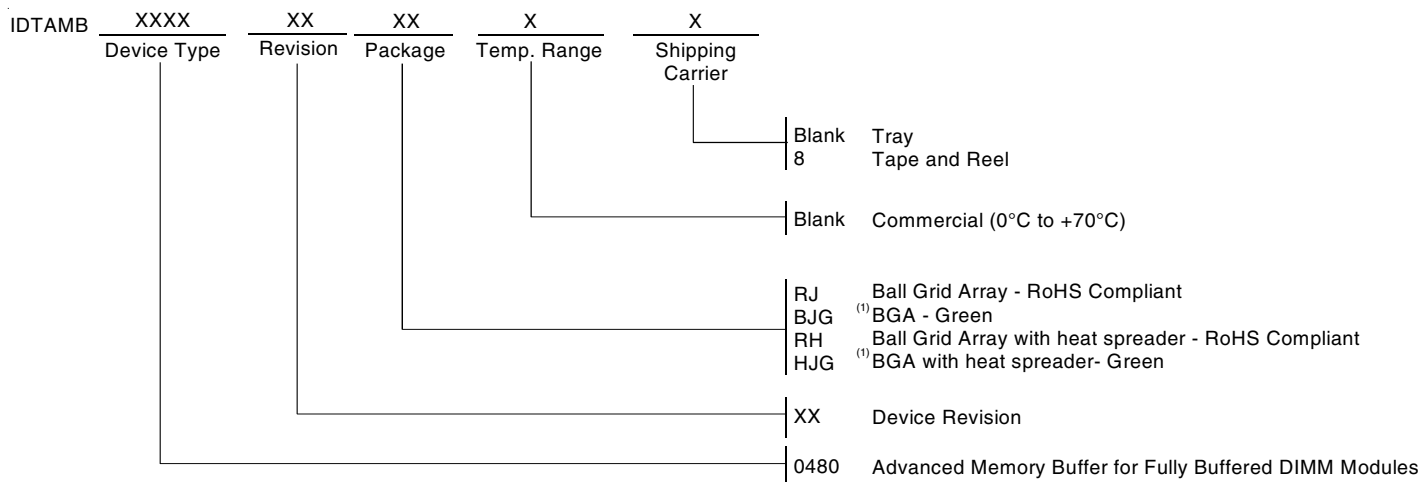 IDTAMB XXXX XX XX X X
Device Type Revision Package Temp. Range Shipping
Carrier
Blank Tray
8 Tape and Reel
Blank Commercial (0°C to +70°C)
RJ Ball Grid Array - RoHS Compliant
BJG (1) BGA - Green
RH Ball Grid Array with heat spreader - RoHS Compliant
HJG (1) BGA with heat spreader- Green
XX Device Revision
0480 Advanced Memory Buffer for Fully Buffered DIMM Modules